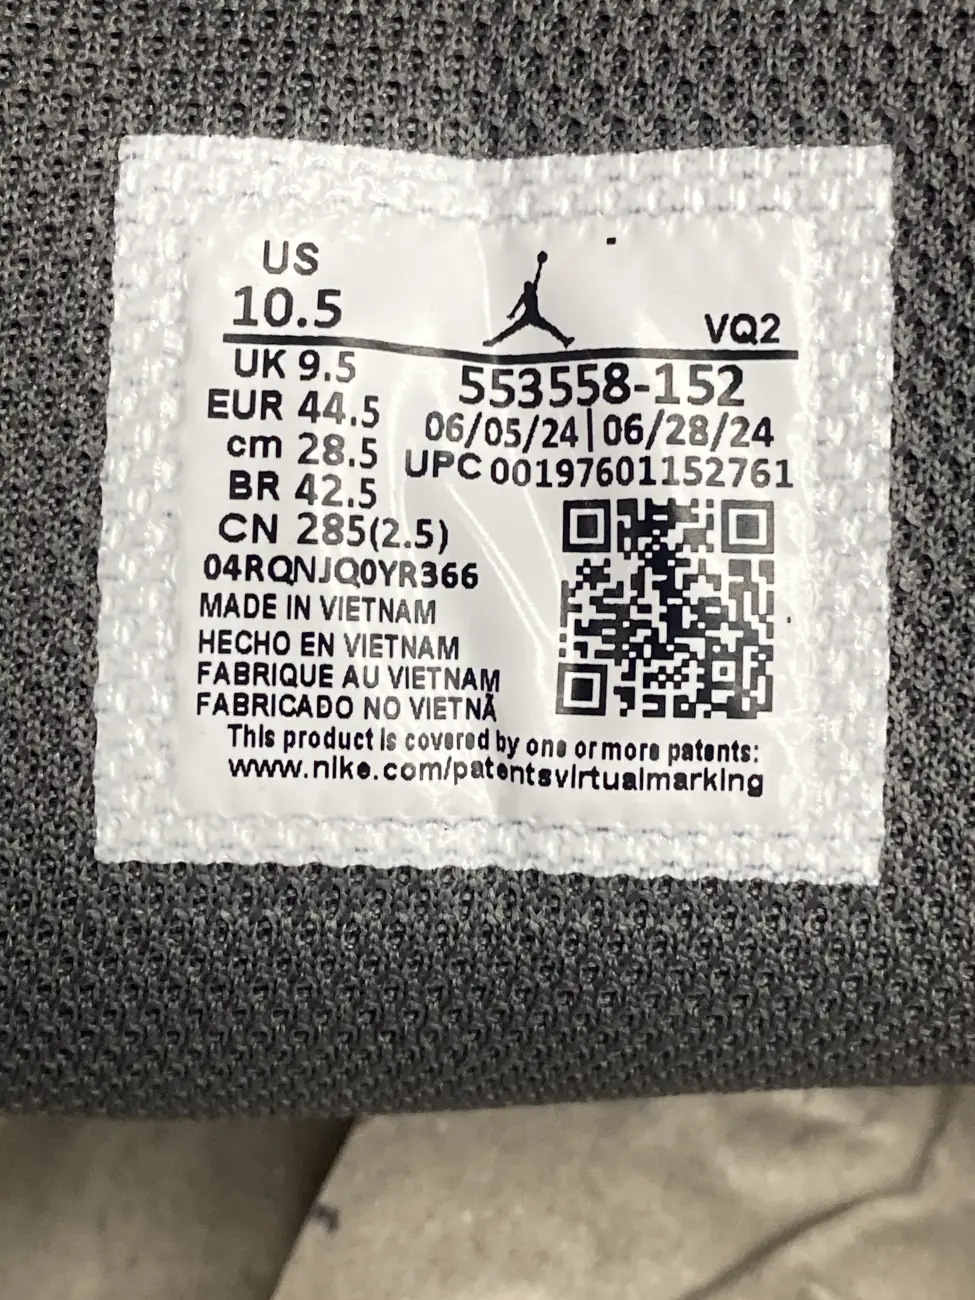 US
10.5
VQ2
UK 9.5
EUR 44.5
cm 28.5
BR 42.5
CN 285(2.5)
553558-152
06/05/24|06/28/24
UPC 00197601152761
04RQNJQ0YR366
MADE IN VIETNAM
HECHO EN VIETNAM
FABRIQUE AU VIETNAM
FABRICADO NO VIETNÃ
This product is covered by one or more patents:
www.nike.com/patentsvirtualmarking